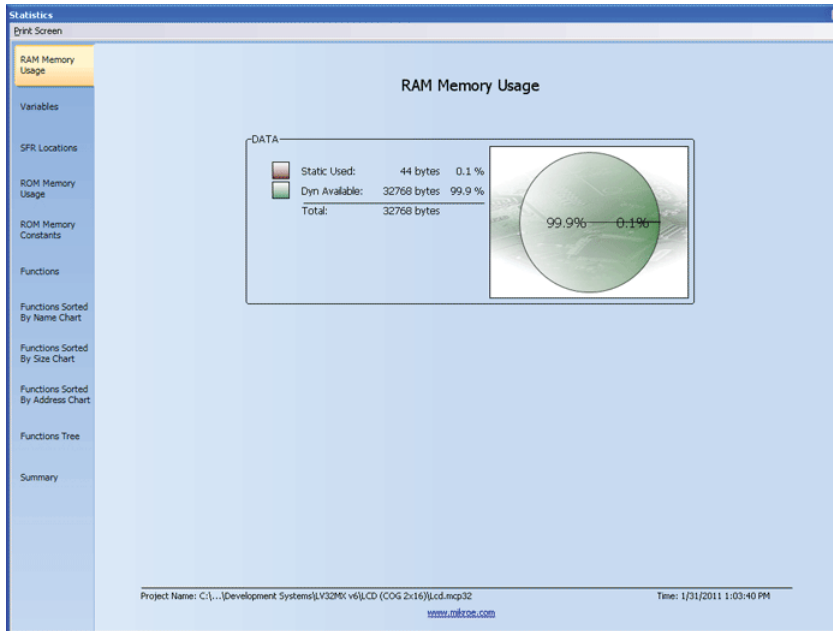 Statistics
Print Screen
RAM Memory
Usage
Variables
SFR Locations
ROM Memory
Usage
ROM Memory
Constants
Functions
Functions Sorted
By Name Chart
Functions Sorted
By Size Chart
Functions Sorted
By Address Chart
Functions Tree
Summary
RAM Memory Usage
DATA
Static Used: 44 bytes 0.1 %
Dyn Available: 32768 bytes 99.9 %
Total: 32768 bytes
99.9% 0.1%
Project Name: C:\...\Development Systems\LV32MX v6\LCD (COG 2x16)\Lcd.mcp32 Time: 1/31/2011 1:03:40 PM
www.mikroe.com